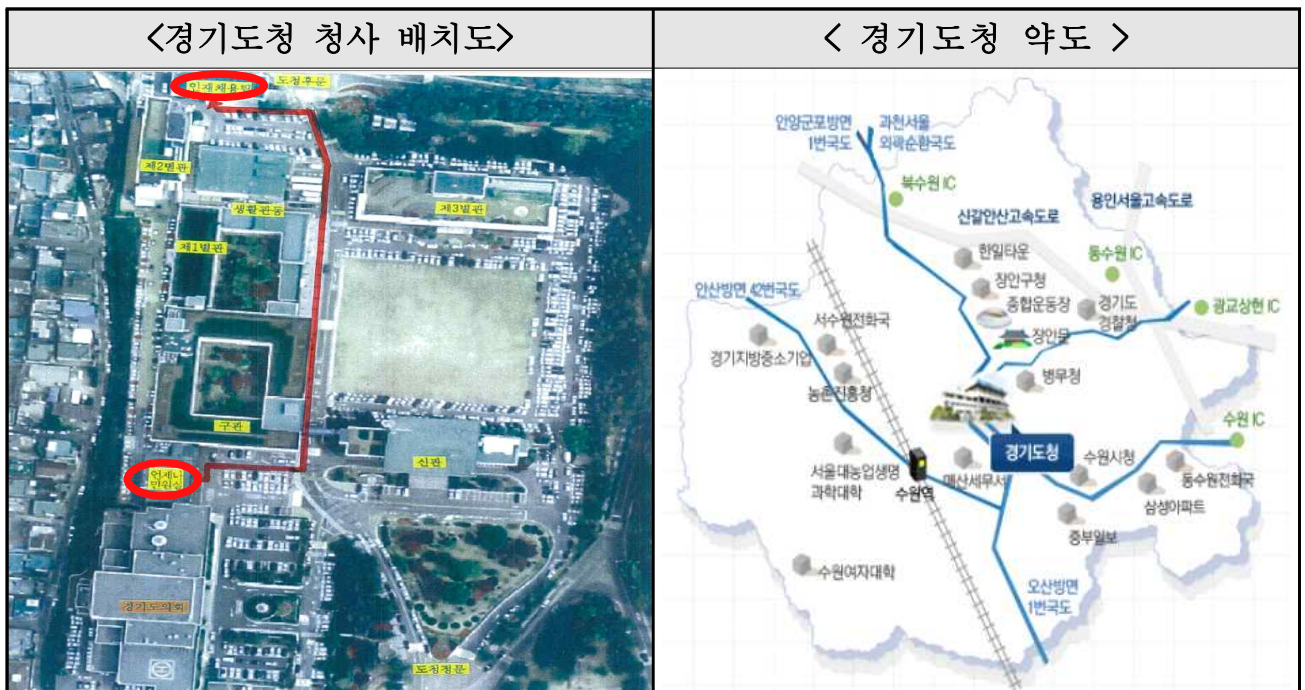 <경기도청 청사 배치도>
< 경기도청 약도 >
인재채용팀
도청후문
제2별관
생활관동
제3별관
제1별관
구관
신관
언제나
민원실
경기도의회
도청정문
안양군포방면
1번국도
과천서울
외곽순환국도
북수원 IC
신갈안산고속도로
용인서울고속도로
한일타운
동수원 IC
장안구청
안산방면 42번국도
종합운동장
경기도
경찰청
광교상현 IC
서수원전화국
장안문
경기지방중소기업
농촌진흥청
병무청
수원 IC
경기도청
수원시청
서울대농업생명
과학대학
수원역
매산세무서
동수원전화국
삼성아파트
중부일보
수원여자대학
오산방면
1번국도